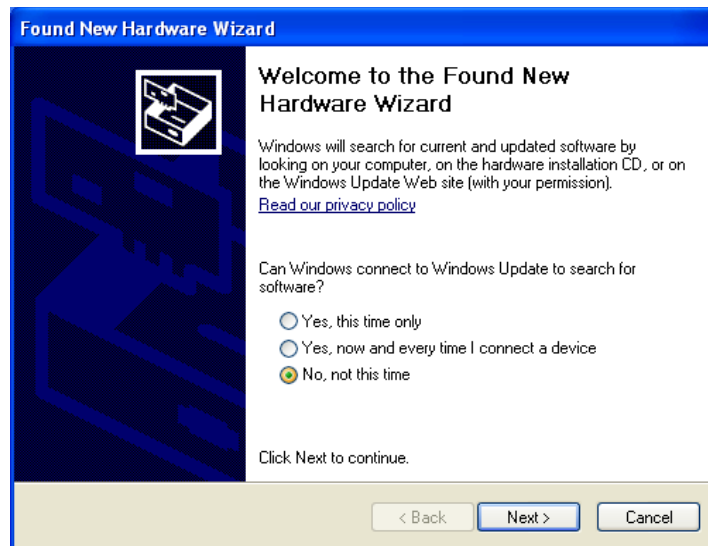 Found New Hardware Wizard
Welcome to the Found New
Hardware Wizard
Windows will search for current and updated software by
looking on your computer, on the hardware installation CD, or on
the Windows Update Web site (with your permission).
Read our privacy policy
Can Windows connect to Windows Update to search for
software?
Yes, this time only
Yes, now and every time I connect a device
No, not this time
Click Next to continue.
< Back
Next >
Cancel